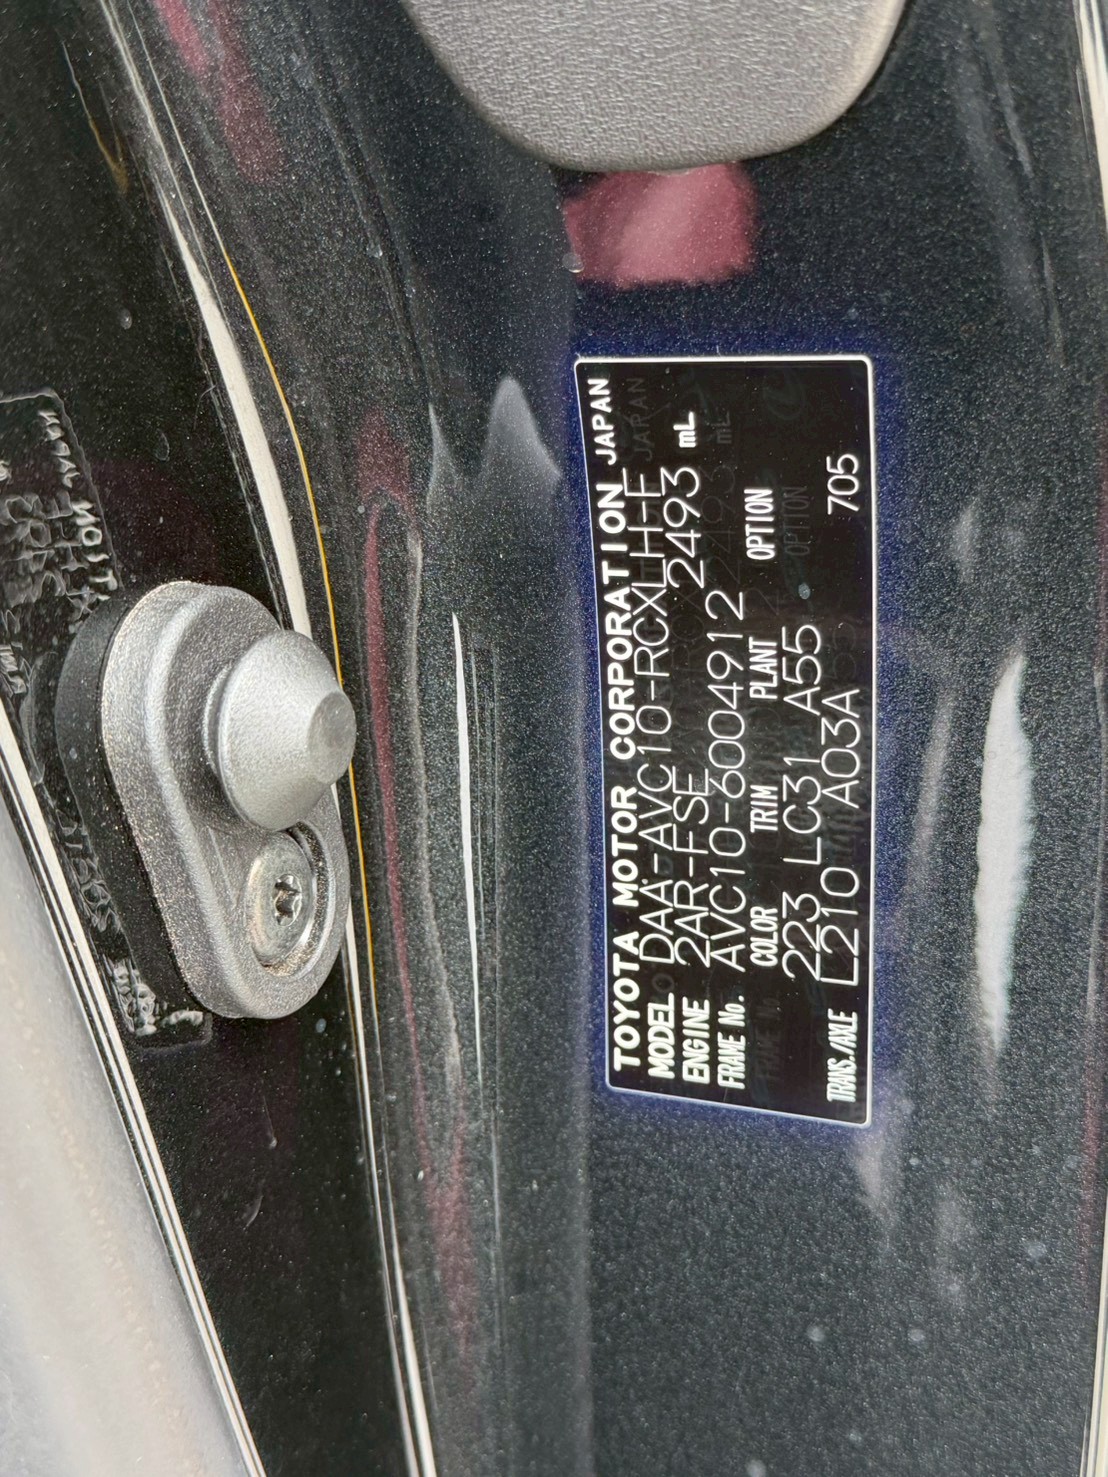 TOYOTA MOTOR CORPORATION JAPAN
MODEL DAA-AVC10-RCXLH-E
ENGINE 2AR-FSE 2493 mL
FRAME No. AVC10-6004912
COLOR TRIM PLANT OPTION
223 LC31 A55
TRANS./AXLE L210 A03A 705